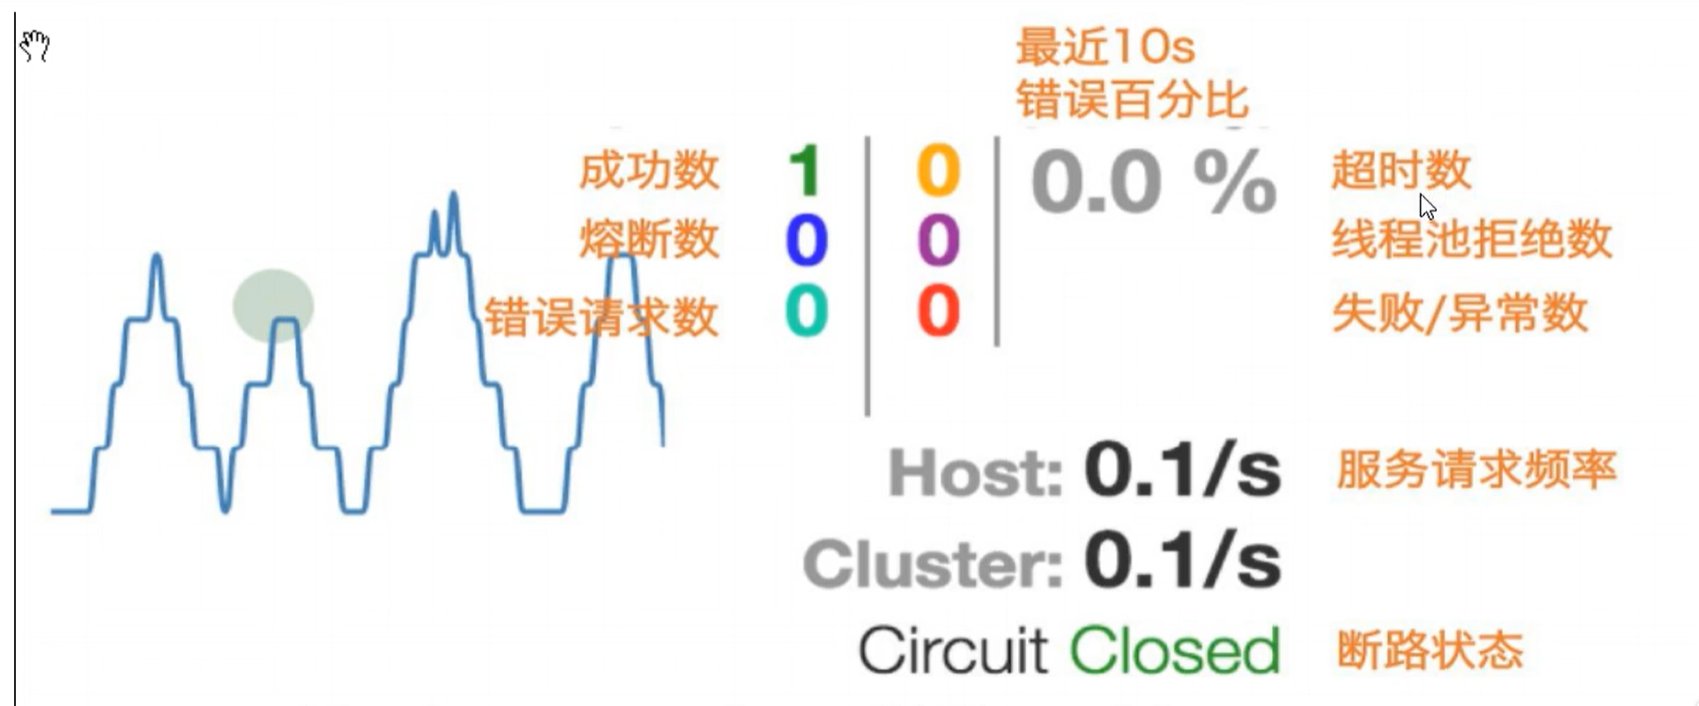 最近10s
错误百分比
成功数 1 0 0.0 % 超时数
熔断数 0 0 线程池拒绝数
错误请求数 0 0 失败/异常数
Host: 0.1/s 服务请求频率
Cluster: 0.1/s
Circuit Closed 断路状态